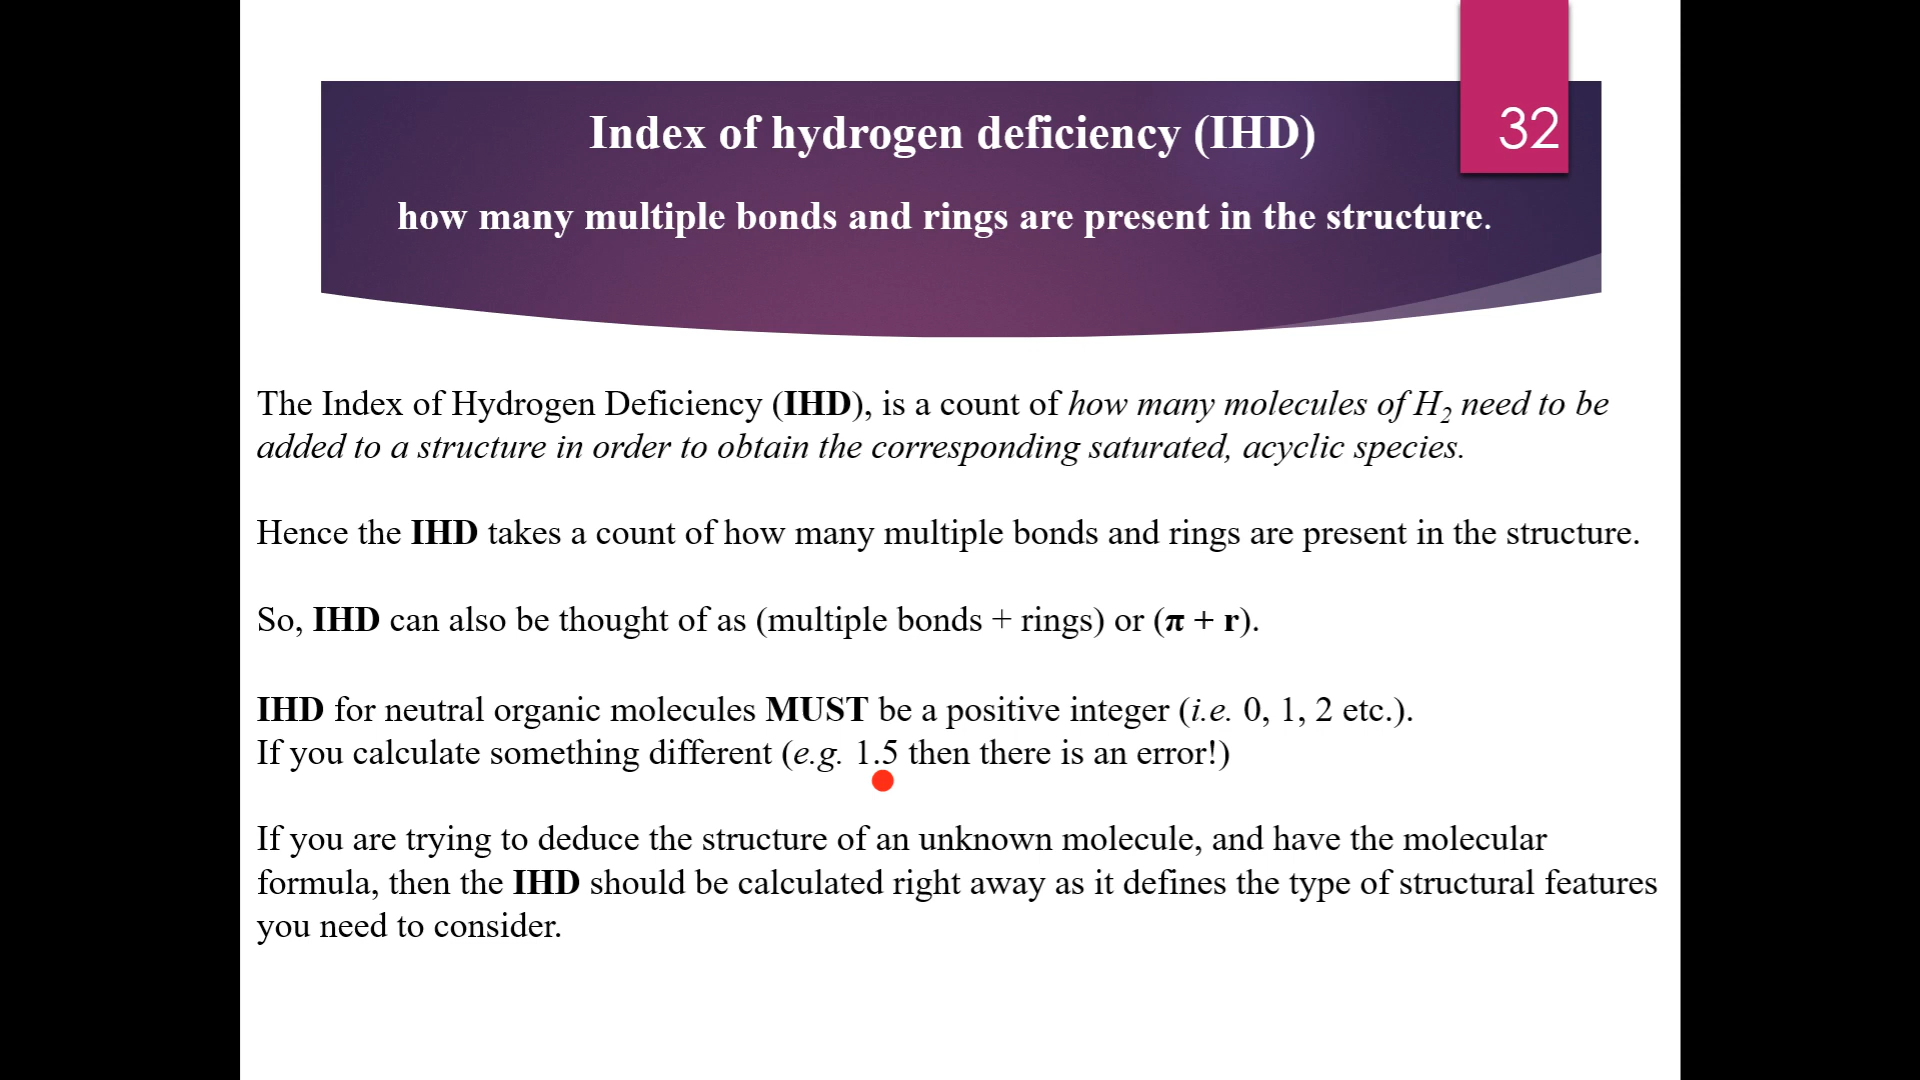 32
Index of hydrogen deficiency (IHD)
how many multiple bonds and rings are present in the structure.
The Index of Hydrogen Deficiency (IHD), is a count of how many molecules of H₂ need to be
added to a structure in order to obtain the corresponding saturated, acyclic species.
Hence the IHD takes a count of how many multiple bonds and rings are present in the structure.
So, IHD can also be thought of as (multiple bonds + rings) or (π + r).
IHD for neutral organic molecules MUST be a positive integer (i.e. 0, 1, 2 etc.).
If you calculate something different (e.g. 1.5 then there is an error!)
If you are trying to deduce the structure of an unknown molecule, and have the molecular
formula, then the IHD should be calculated right away as it defines the type of structural features
you need to consider.